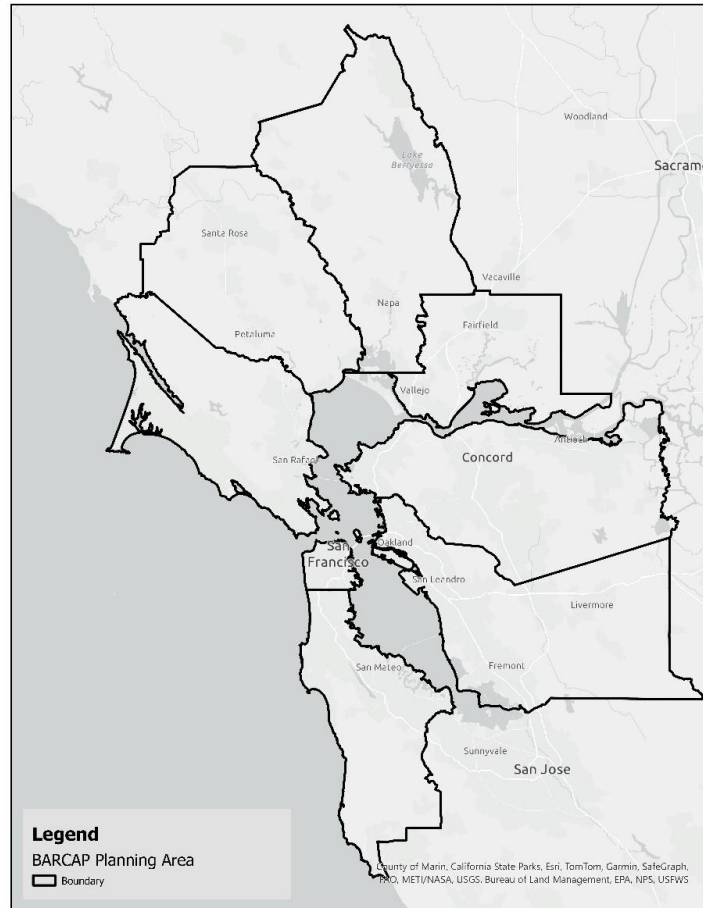 Woodland
Lake
Berryessa
Sacram
Santa Rosa
Vacaville
Napa
Fairfield
Petaluma
Vallejo
Antioch
San Rafael
Concord
San
Francisco
Oakland
San Leandro
Livermore
San Mateo
Fremont
Sunnyvale
San Jose
Legend
BARCAP Planning Area
Boundary
County of Marin, California State Parks, Esri, TomTom, Garmin, SafeGraph,
FAO, METI/NASA, USGS. Bureau of Land Management, EPA, NPS, USFWS